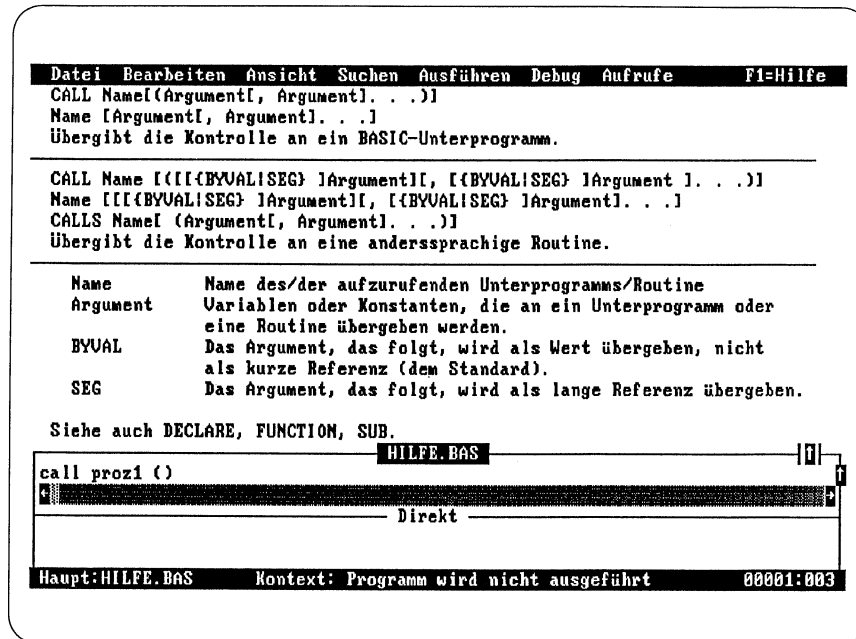 Datei Bearbeiten Ansicht Suchen Ausführen Debug Aufrufe F1=Hilfe
CALL Name[(Argument[, Argument]. . .)]
Name [Argument[, Argument]. . .]
Übergibt die Kontrolle an ein BASIC-Unterprogramm.
CALL Name [([[{BYVAL|SEG} ]Argument][, [{BYVAL|SEG} ]Argument ]. . .)]
Name [[[{BYVAL|SEG} ]Argument][, [{BYVAL|SEG} ]Argument]. . .]
CALLS Name[ (Argument[, Argument]. . .)]
Übergibt die Kontrolle an eine anderssprachige Routine.
Name Name des/der aufzurufenden Unterprogramms/Routine
Argument Variablen oder Konstanten, die an ein Unterprogramm oder
eine Routine übergeben werden.
BYVAL Das Argument, das folgt, wird als Wert übergeben, nicht
als kurze Referenz (dem Standard).
SEG Das Argument, das folgt, wird als lange Referenz übergeben.
Siehe auch DECLARE, FUNCTION, SUB.
HILFE.BAS
call proz1 ()
Direkt
Haupt:HILFE.BAS Kontext: Programm wird nicht ausgeführt 00001:003